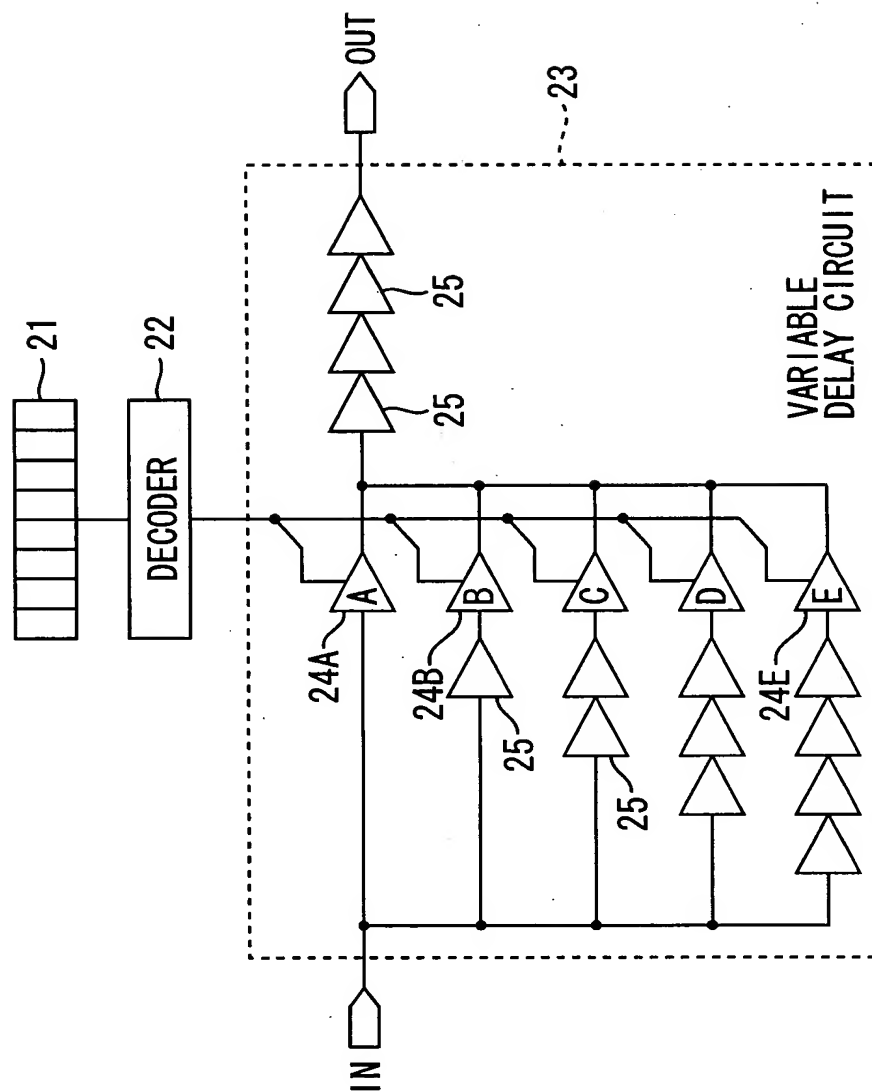 21
22
DECODER
23
IN
OUT
24A
A
25
25
24B
B
25
C
25
D
24E
E
VARIABLE
DELAY CIRCUIT